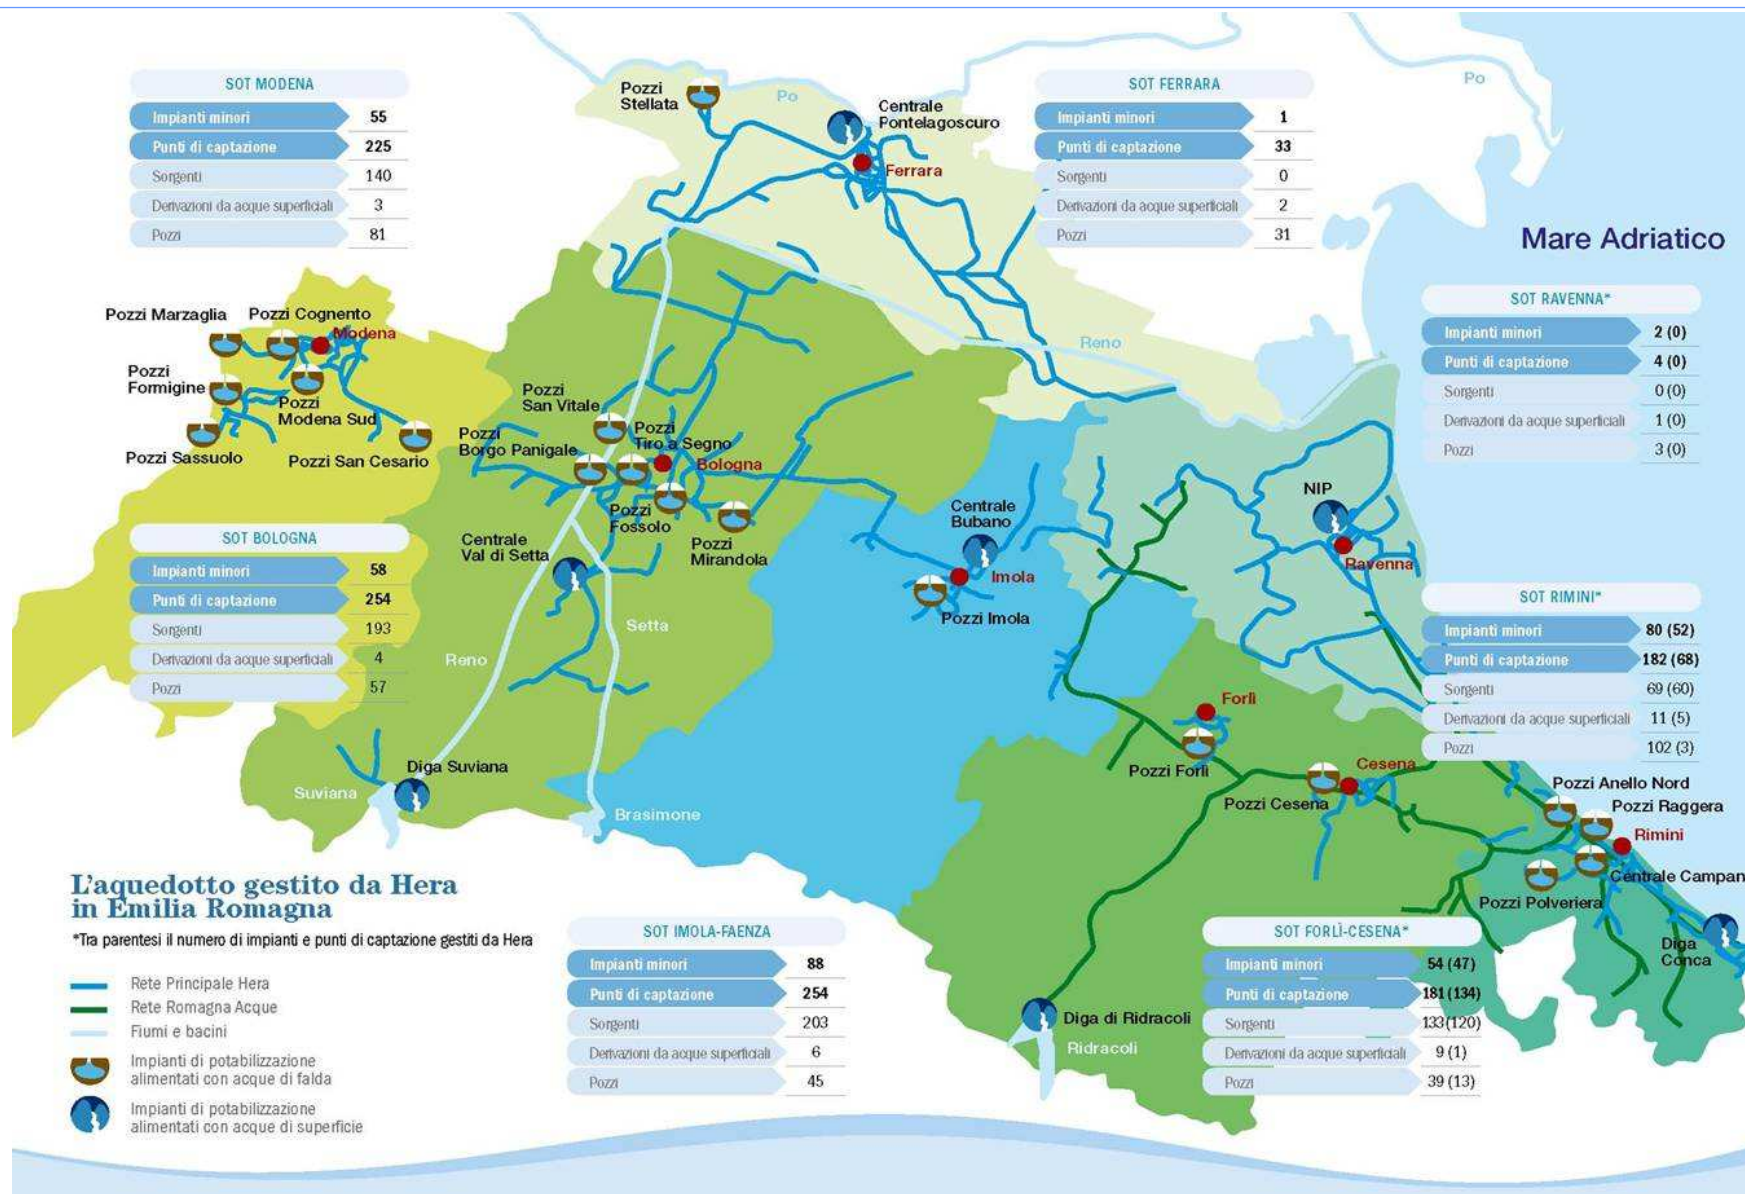 SOT MODENA
Impianti minori 55
Punti di captazione 225
Sorgenti 140
Derivazioni da acque superficiali 3
Pozzi 81
Pozzi
Stellata
Po
Centrale
Pontelagoscuro
Ferrara
SOT FERRARA
Impianti minori 1
Punti di captazione 33
Sorgenti 0
Derivazioni da acque superficiali 2
Pozzi 31
Po
Mare Adriatico
SOT RAVENNA*
Impianti minori 2 (0)
Punti di captazione 4 (0)
Sorgenti 0 (0)
Derivazioni da acque superficiali 1 (0)
Pozzi 3 (0)
Pozzi Marzaglia
Pozzi Cognento
Modena
Pozzi
Formigine
Pozzi
Modena Sud
Pozzi Sassuolo
Pozzi San Cesario
Reno
Pozzi
San Vitale
Pozzi
Tiro a Segno
Pozzi
Borgo Panigale
Bologna
Pozzi
Fossolo
Pozzi
Mirandola
Centrale
Val di Setta
Centrale
Bubano
Imola
Pozzi Imola
NIP
Ravenna
SOT BOLOGNA
Impianti minori 58
Punti di captazione 254
Sorgenti 193
Derivazioni da acque superficiali 4
Pozzi 57
Setta
Reno
SOT RIMINI*
Impianti minori 80 (52)
Punti di captazione 182 (68)
Sorgenti 69 (60)
Derivazioni da acque superficiali 11 (5)
Pozzi 102 (3)
Forlì
Pozzi Forlì
Cesena
Pozzi Cesena
Diga Suviana
Suviana
Brasimone
Pozzi Anello Nord
Pozzi Raggera
Rimini
Centrale Campan
Pozzi Polveriera
Diga
Conca
L'aquedotto gestito da Hera
in Emilia Romagna
*Tra parentesi il numero di impianti e punti di captazione gestiti da Hera
Rete Principale Hera
Rete Romagna Acque
Fiumi e bacini
Impianti di potabilizzazione
alimentati con acque di falda
Impianti di potabilizzazione
alimentati con acque di superficie
SOT IMOLA-FAENZA
Impianti minori 88
Punti di captazione 254
Sorgenti 203
Derivazioni da acque superficiali 6
Pozzi 45
Diga di Ridracoli
Ridracoli
SOT FORLÌ-CESENA*
Impianti minori 54 (47)
Punti di captazione 181 (134)
Sorgenti 133(120)
Derivazioni da acque superficiali 9 (1)
Pozzi 39 (13)